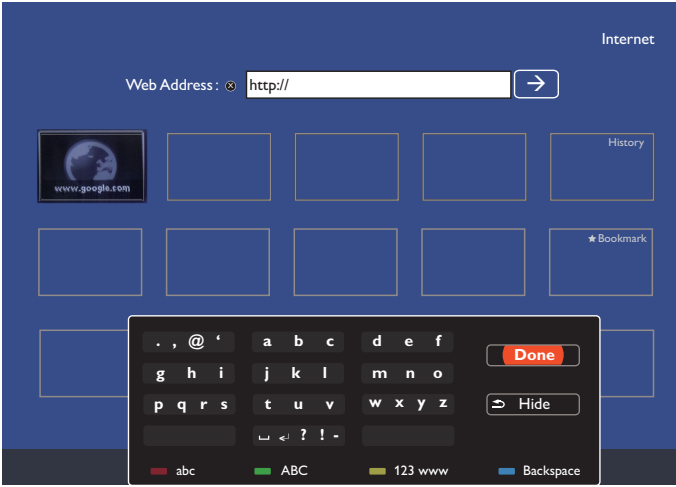 Internet
Web Address : http://
www.google.com
History
★ Bookmark
. , @ ‘ a b c d e f
Done
g h i j k l m n o
p q r s t u v w x y z
Hide
␣ ↵ ? ! -
abc ABC 123 www Backspace